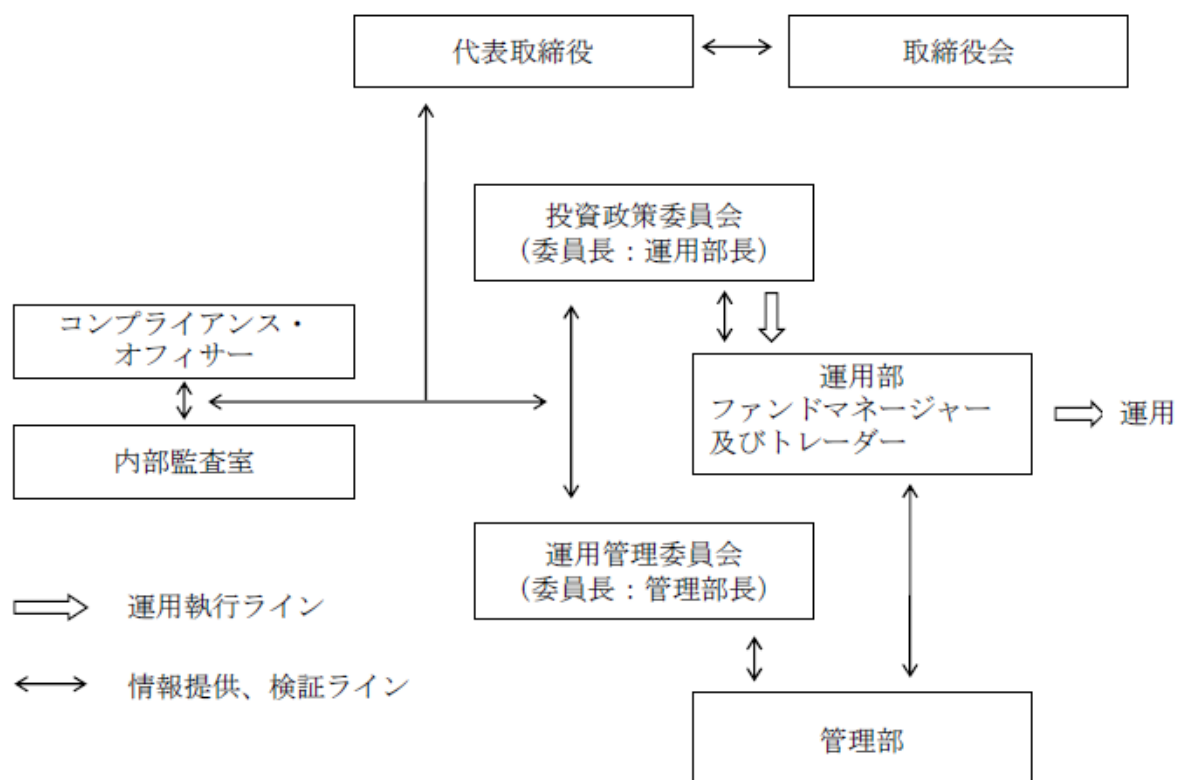 代表取締役
取締役会
投資政策委員会
(委員長:運用部長)
コンプライアンス・
オフィサー
運用部
ファンドマネージャー
及びトレーダー
運用
内部監査室
運用管理委員会
(委員長:管理部長)
運用執行ライン
情報提供、検証ライン
管理部